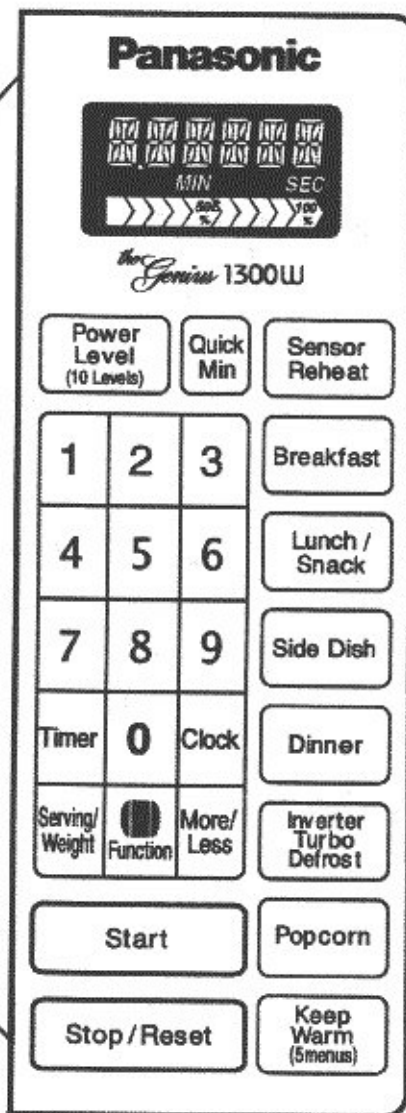 Panasonic
MIN SEC
100
%
the Genius 1300W
Power
Level
(10 Levels)
Quick
Min
Sensor
Reheat
1 2 3
Breakfast
4 5 6
Lunch /
Snack
7 8 9
Side Dish
Timer 0 Clock
Dinner
Serving/
Weight
Function
More/
Less
Inverter
Turbo
Defrost
Start
Popcorn
Stop/Reset
Keep
Warm
(5menus)